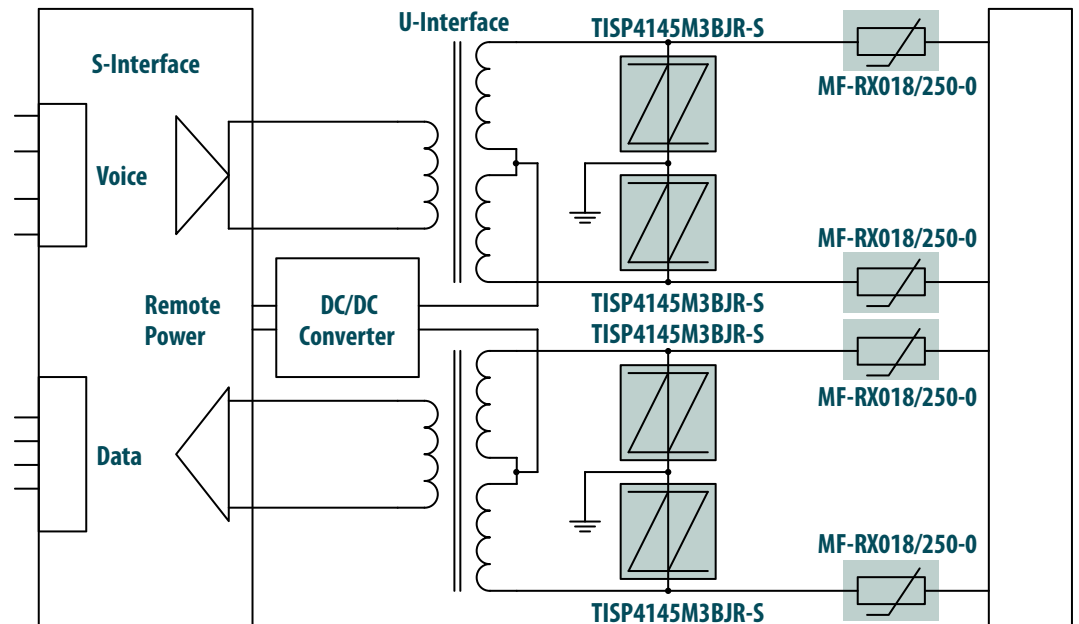 U-Interface
TISP4145M3BJR-S
S-Interface
MF-RX018/250-0
Voice
MF-RX018/250-0
Remote
Power
DC/DC
Converter
TISP4145M3BJR-S
TISP4145M3BJR-S
MF-RX018/250-0
Data
MF-RX018/250-0
TISP4145M3BJR-S